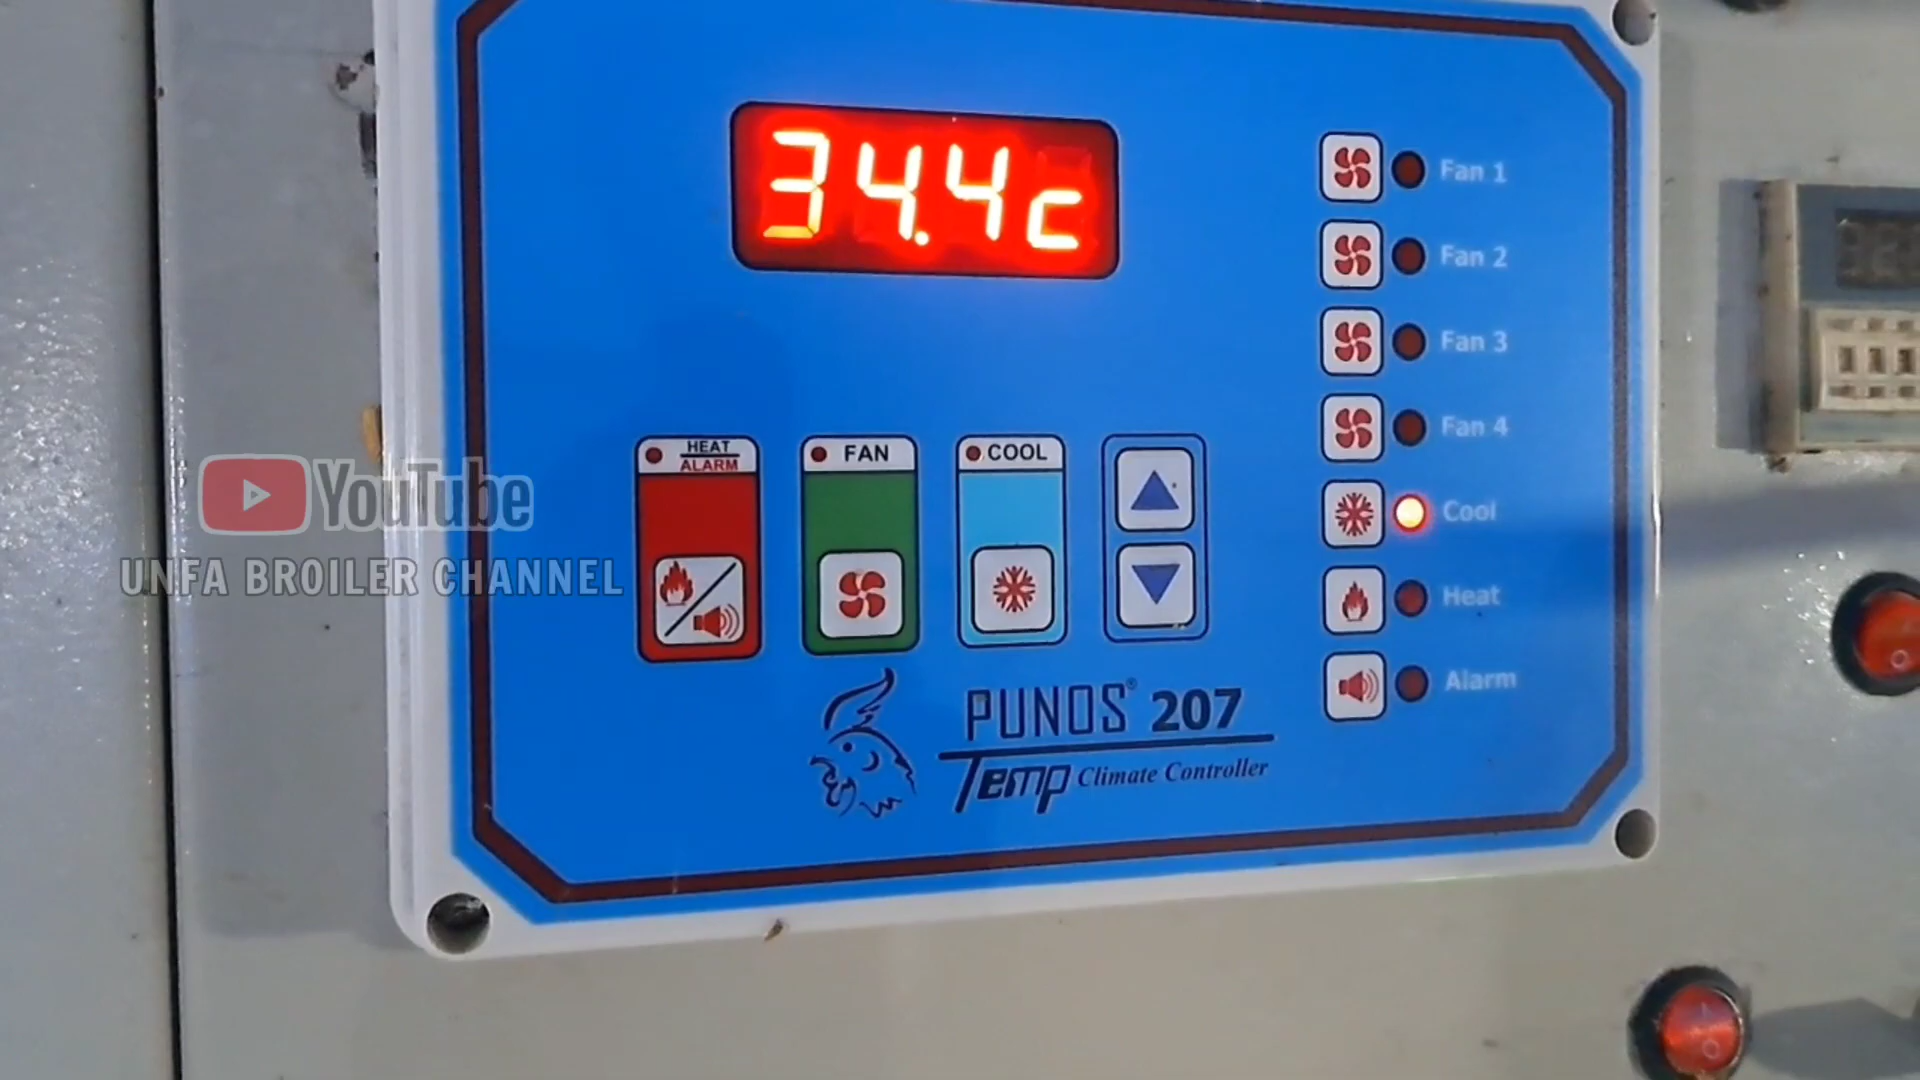 34.4c
Fan 1
Fan 2
Fan 3
Fan 4
Cool
Heat
Alarm
HEAT
ALARM
FAN
COOL
YouTube
UNFA BROILER CHANNEL
PUNOS® 207
Temp Climate Controller